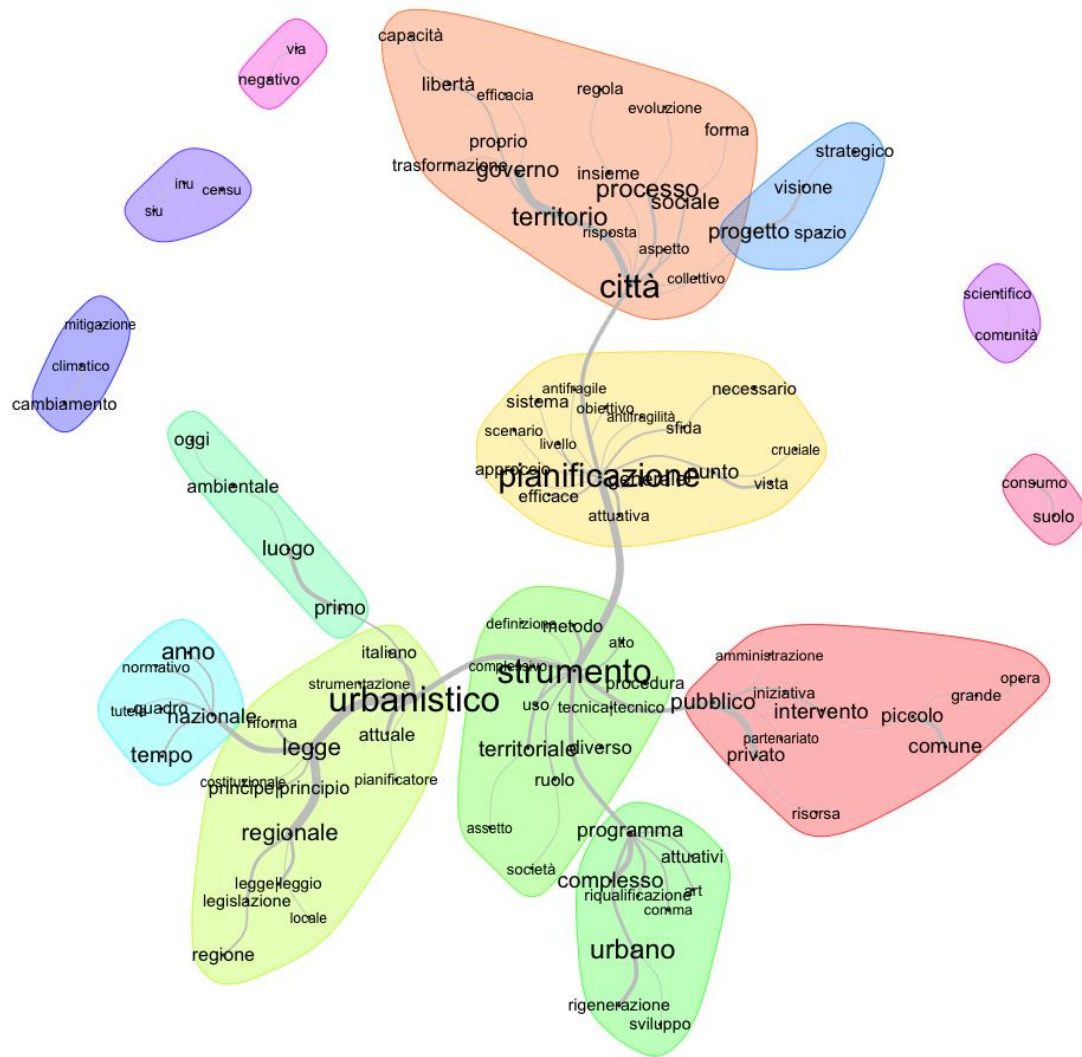 capacità
via
libertà
negativo
efficacia
regola
evoluzione
forma
proprio
strategico
trasformazione
governo
insieme
processo
sociale
visione
inu
censu
siu
territorio
risposta
progetto
spazio
aspetto
collettivo
città
scientifico
comunità
mitigazione
climatico
cambiamento
antifragile
necessario
sistema
obiettivo
antifragilità
scenario
sfida
livello
cruciale
approccio
pianificazione
generale
punto
vista
efficace
attuativa
oggi
ambientale
consumo
suolo
luogo
primo
definizione
metodo
atto
italiano
anno
normativo
complessivo
strumento
procedura
amministrazione
opera
strumentazione
urbanistico
uso
tecnica|tecnico
pubblico
iniziativa
grande
tutela
quadro
nazionale
riforma
intervento
piccolo
legge
attuale
territoriale
diverso
partenariato
privato
comune
tempo
costituzionale
principe|principio
pianificatore
ruolo
risorsa
regionale
assetto
programma
attuativi
società
legge|leggio
complesso
riqualificazione
art
legislazione
comma
locale
regione
urbano
rigenerazione
sviluppo